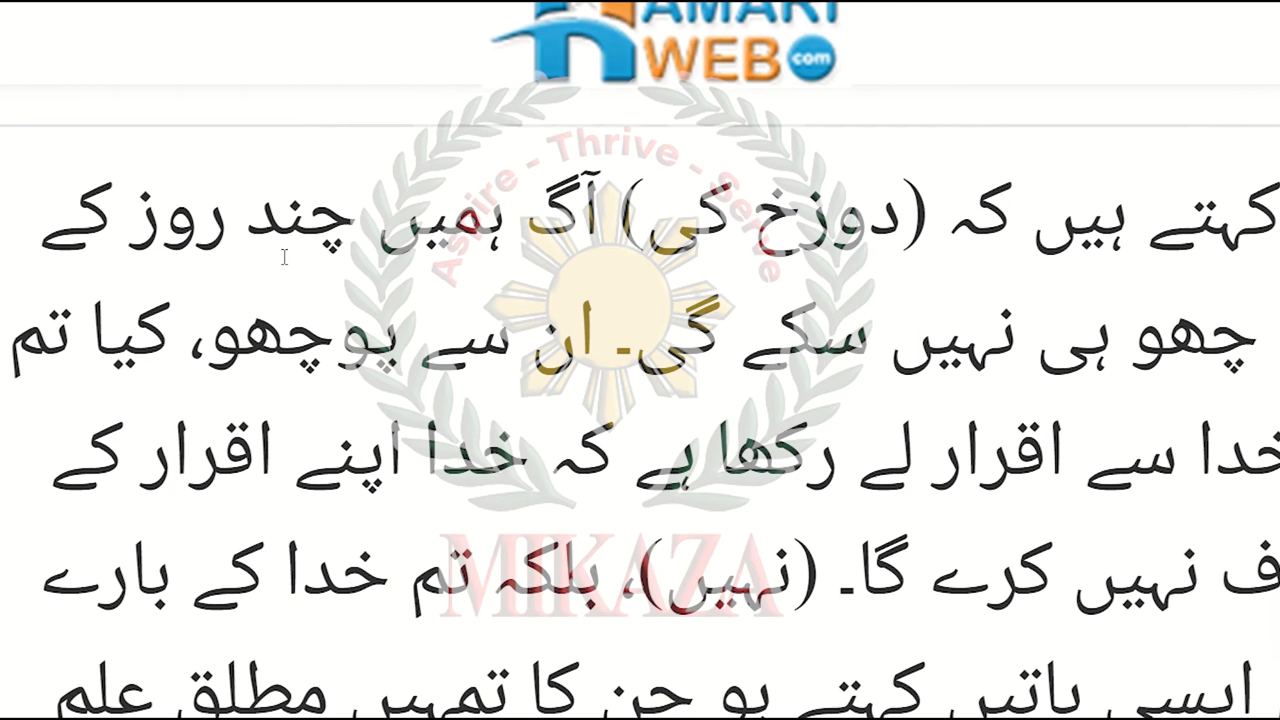 HAMARI
WEB com
Aspire - Thrive - Serve
کہتے ہیں کہ (دوزخ کی) آگ ہمیں چند روز کے
چھو ہی نہیں سکے گی۔ ان سے پوچھو، کیا تم
خدا سے اقرار لے رکھا ہے کہ خدا اپنے اقرار کے
ف نہیں کرے گا۔ (نہیں)، بلکہ تم خدا کے بارے
ایسی باتیں کہتے ہو جن کا تمہیں مطلق علم
MIKAZA